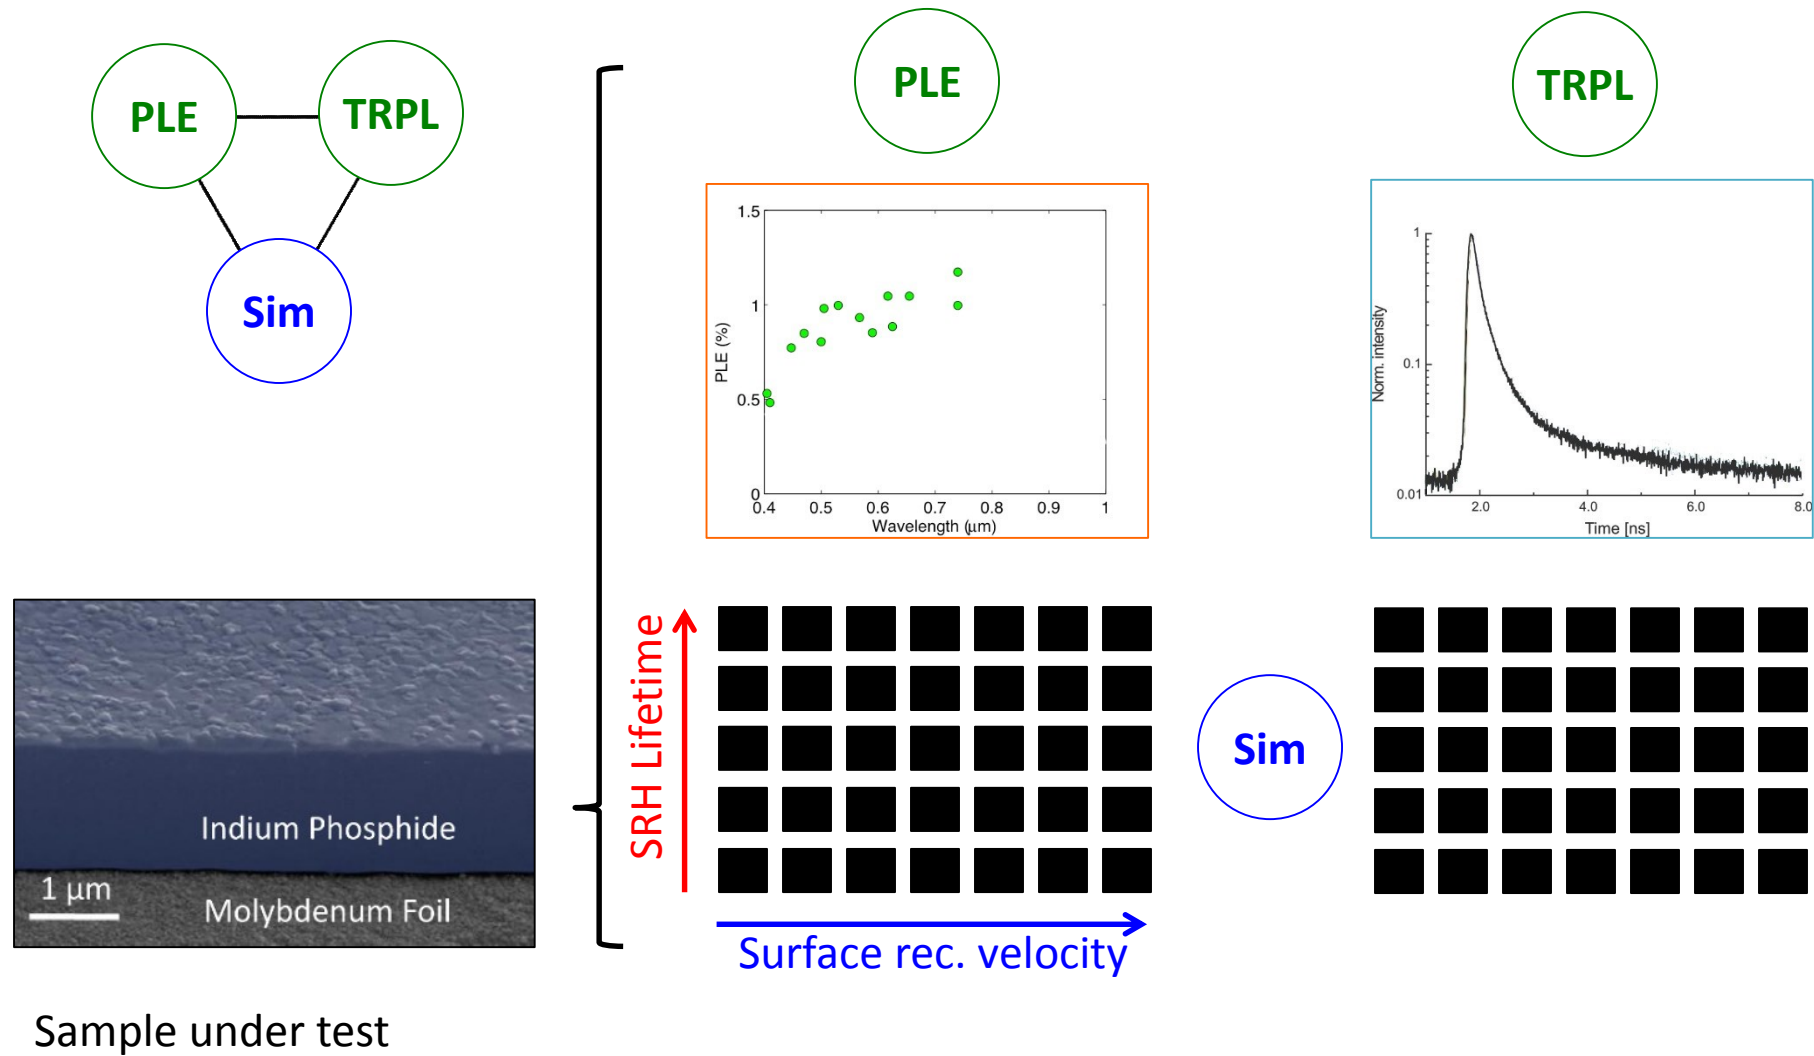 PLE
TRPL
Sim
PLE
TRPL
1.5
1
0.5
0
PLE (%)
0.4 0.5 0.6 0.7 0.8 0.9 1
Wavelength (μm)
1
0.1
0.01
Norm. intensity
2.0 4.0 6.0 8.0
Time [ns]
Indium Phosphide
1 μm
Molybdenum Foil
SRH Lifetime
Surface rec. velocity
Sim
Sample under test